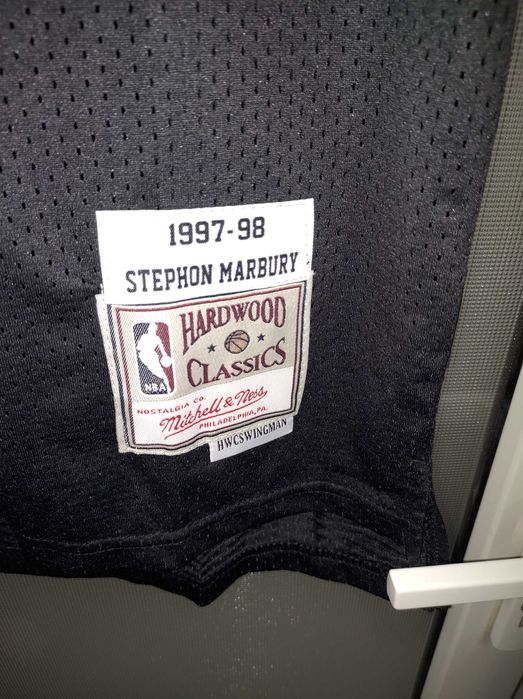 1997-98
STEPHON MARBURY
HARDWOOD
CLASSICS
NBA
NOSTALGIA CO.
Mitchell & Ness
PHILADELPHIA, PA.
HWCSWINGMAN